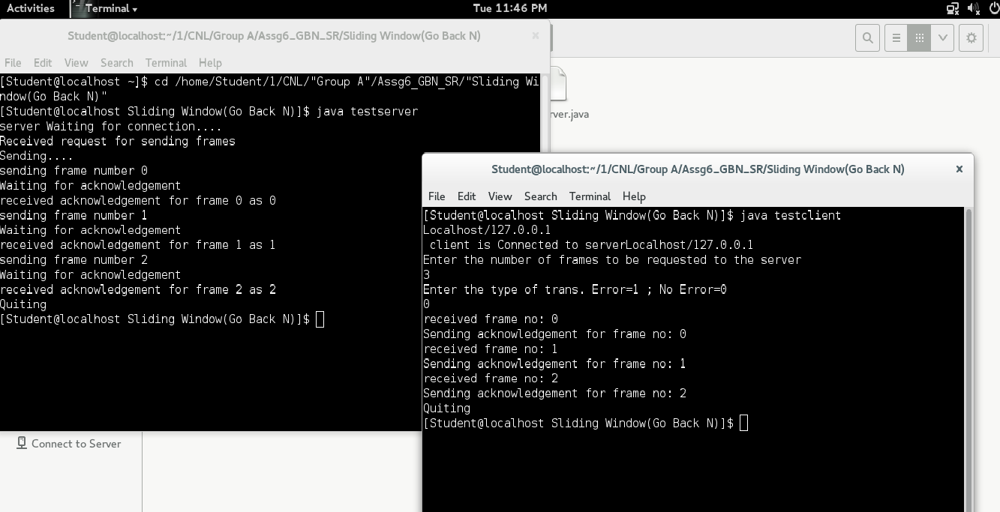 Activities Terminal Tue 11:46 PM
Student@localhost:~/1/CNL/Group A/Assg6_GBN_SR/Sliding Window(Go Back N)
File Edit View Search Terminal Help
[Student@localhost ~]$ cd /home/Student/1/CNL/"Group A"/Assg6_GBN_SR/"Sliding Wi
ndow(Go Back N)"
[Student@localhost Sliding Window(Go Back N)]$ java testserver
server Waiting for connection....
Received request for sending frames
Sending....
sending frame number 0
Waiting for acknowledgement
received acknowledgement for frame 0 as 0
sending frame number 1
Waiting for acknowledgement
received acknowledgement for frame 1 as 1
sending frame number 2
Waiting for acknowledgement
received acknowledgement for frame 2 as 2
Quiting
[Student@localhost Sliding Window(Go Back N)]$
rver.java
Student@localhost:~/1/CNL/Group A/Assg6_GBN_SR/Sliding Window(Go Back N)
File Edit View Search Terminal Help
[Student@localhost Sliding Window(Go Back N)]$ java testclient
Localhost/127.0.0.1
client is Connected to serverLocalhost/127.0.0.1
Enter the number of frames to be requested to the server
3
Enter the type of trans. Error=1 ; No Error=0
0
received frame no: 0
Sending acknowledgement for frame no: 0
received frame no: 1
Sending acknowledgement for frame no: 1
received frame no: 2
Sending acknowledgement for frame no: 2
Quiting
[Student@localhost Sliding Window(Go Back N)]$
Connect to Server